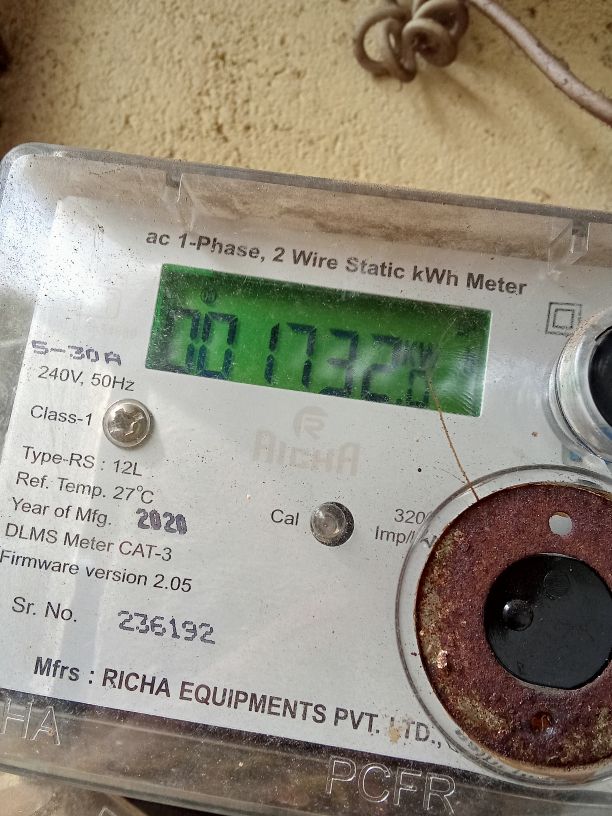 ac 1-Phase, 2 Wire Static kWh Meter
001732.0
5-30A
240V, 50Hz
Class-1
RICHA
Type-RS : 12L
Ref. Temp. 27°C
Cal
Year of Mfg. 2020
DLMS Meter CAT-3
Firmware version 2.05
Sr. No. 236192
Mfrs : RICHA EQUIPMENTS PVT. LTD.,
PCFR